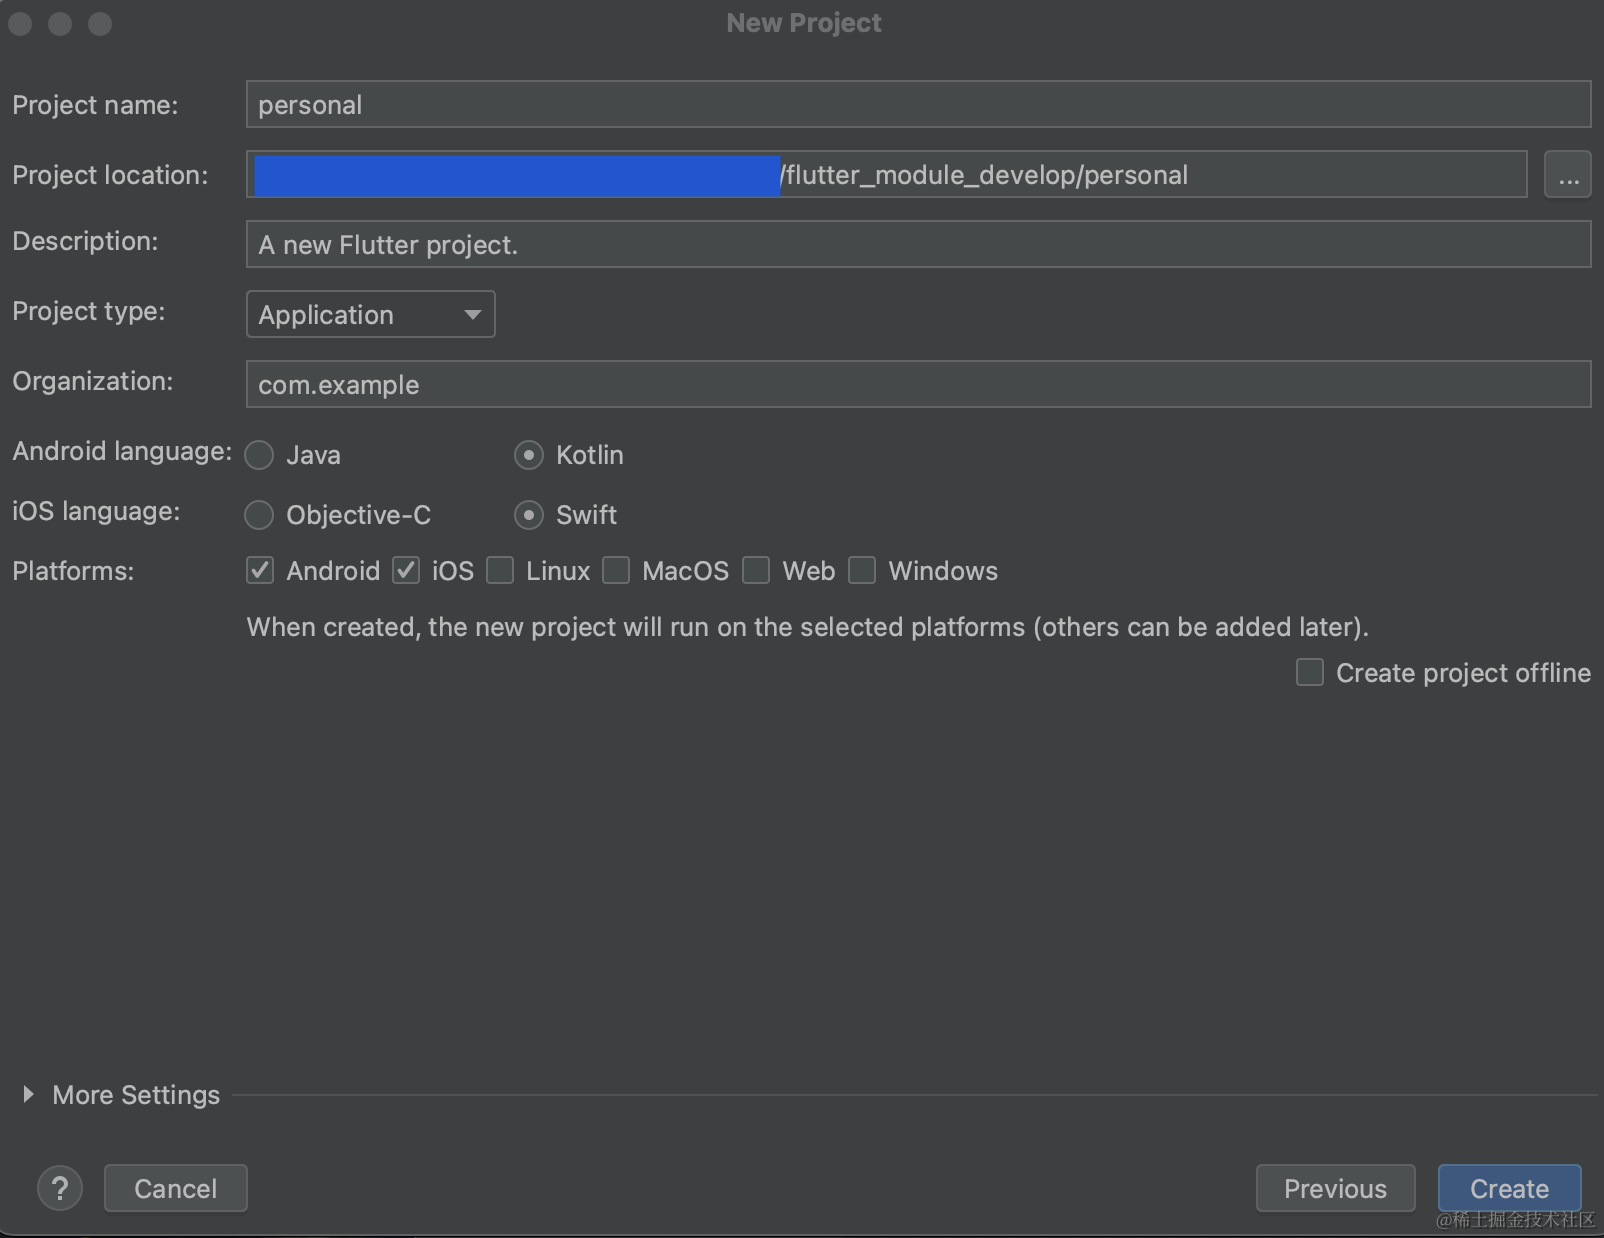 New Project
Project name: personal
Project location: /flutter_module_develop/personal ...
Description: A new Flutter project.
Project type: Application
Organization: com.example
Android language: Java Kotlin
iOS language: Objective-C Swift
Platforms: Android iOS Linux MacOS Web Windows
When created, the new project will run on the selected platforms (others can be added later).
Create project offline
More Settings
? Cancel Previous Create
@稀土掘金技术社区